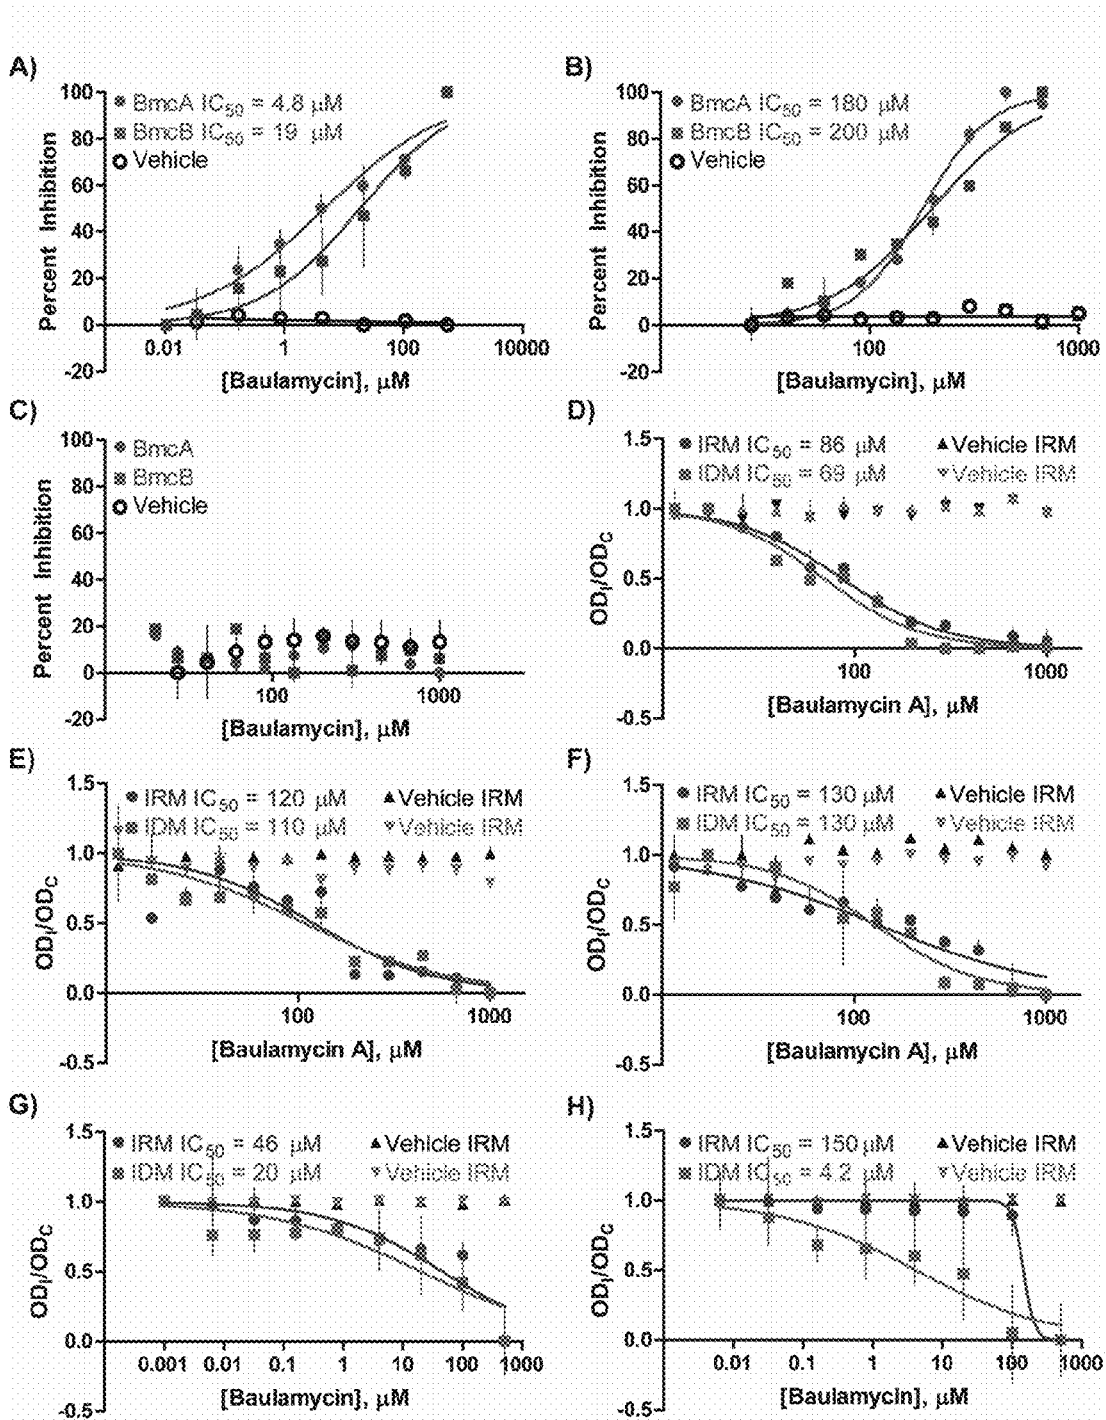 A)
100
80
60
40
20
0
-20
Percent Inhibition
BmcA IC50 = 4.8 μM
BmcB IC50 = 19 μM
Vehicle
0.01 1 100 10000
[Baulamycin], μM
B)
100
80
60
40
20
0
-20
Percent Inhibition
BmcA IC50 = 180 μM
BmcB IC50 = 200 μM
Vehicle
100 1000
[Baulamycin], μM
C)
100
80
60
40
20
0
-20
Percent Inhibition
BmcA
BmcB
Vehicle
100 1000
[Baulamycin], μM
D)
1.5
1.0
0.5
0.0
-0.5
ODi/ODC
IRM IC50 = 86 μM
IDM IC50 = 69 μM
Vehicle IRM
Vehicle IRM
100 1000
[Baulamycin A], μM
E)
1.5
1.0
0.5
0.0
-0.5
ODi/ODC
IRM IC50 = 120 μM
IDM IC50 = 110 μM
Vehicle IRM
Vehicle IRM
100 1000
[Baulamycin A], μM
F)
1.5
1.0
0.5
0.0
-0.5
ODi/ODC
IRM IC50 = 130 μM
IDM IC50 = 130 μM
Vehicle IRM
Vehicle IRM
100 1000
[Baulamycin A], μM
G)
1.5
1.0
0.5
0.0
-0.5
ODi/ODC
IRM IC50 = 46 μM
IDM IC50 = 20 μM
Vehicle IRM
Vehicle IRM
0.001 0.01 0.1 1 10 100 1000
[Baulamycin], μM
H)
1.5
1.0
0.5
0.0
-0.5
ODi/ODC
IRM IC50 = 150 μM
IDM IC50 = 4.2 μM
Vehicle IRM
Vehicle IRM
0.01 0.1 1 10 100 1000
[Baulamycin], μM